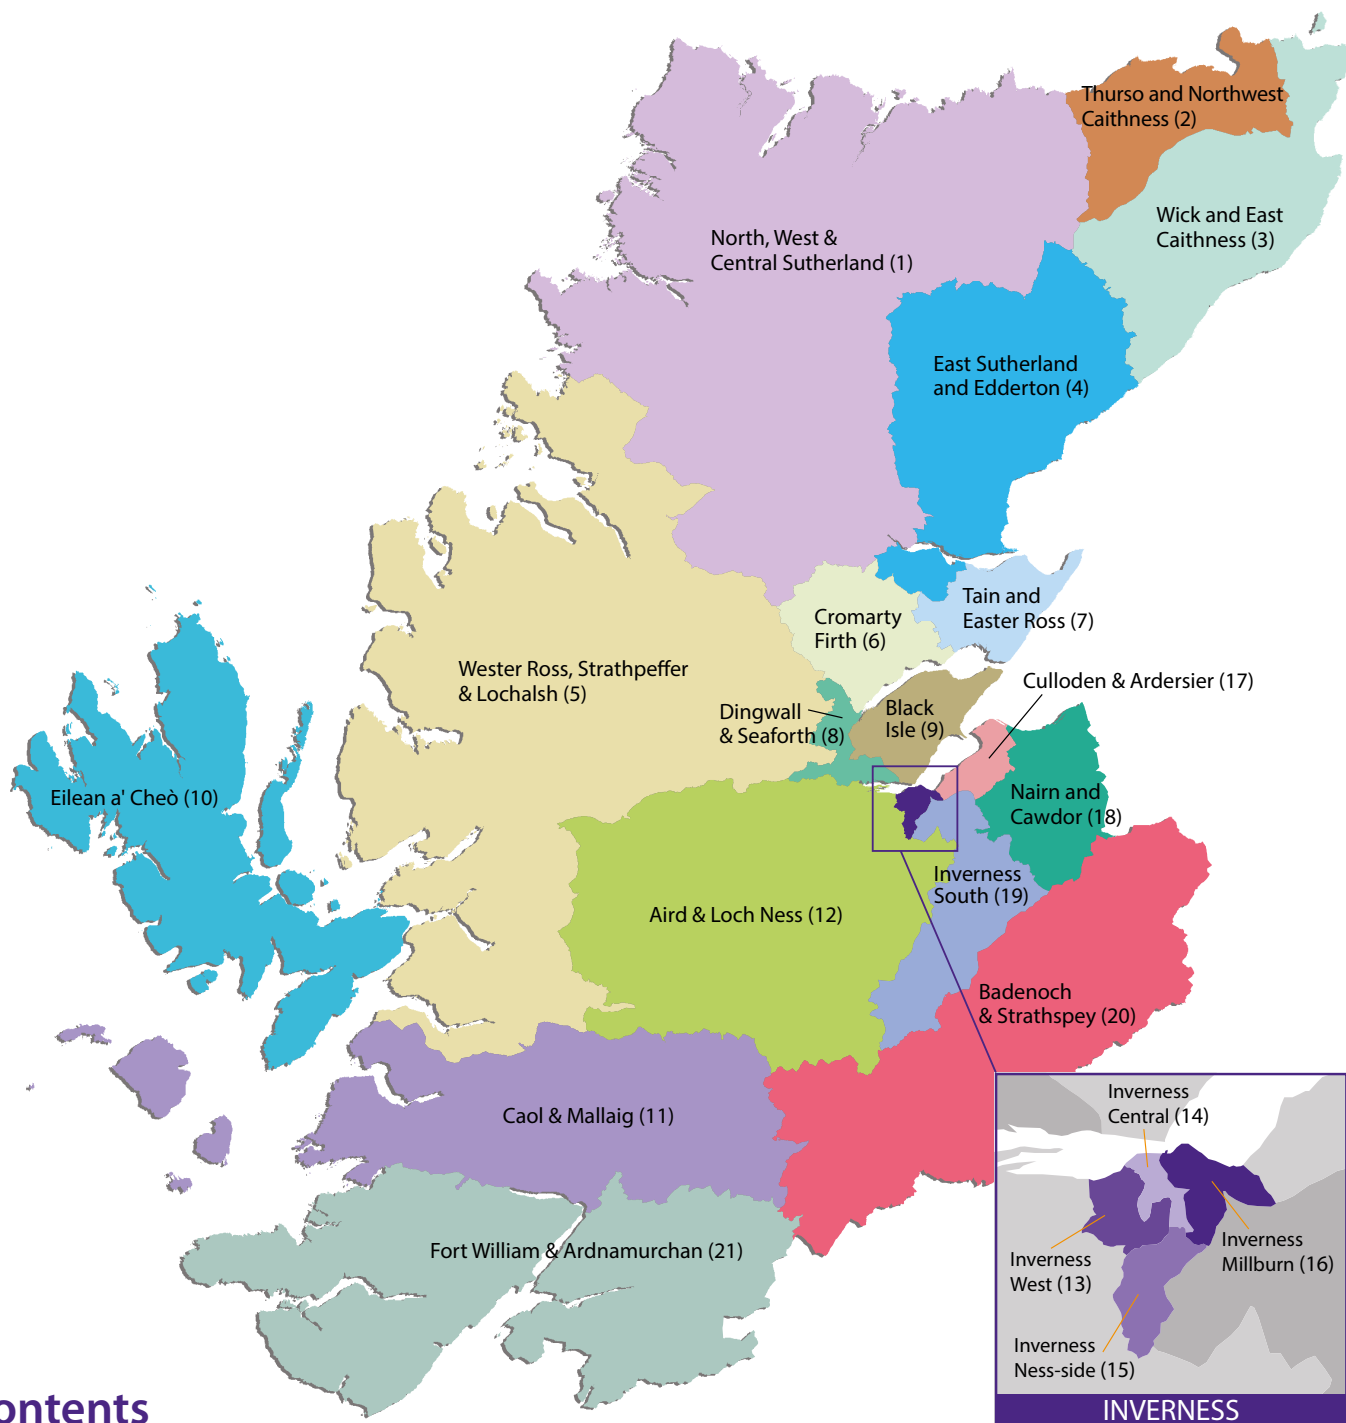 Thurso and Northwest
Caithness (2)
Wick and East
Caithness (3)
North, West &
Central Sutherland (1)
East Sutherland
and Edderton (4)
Tain and
Easter Ross (7)
Cromarty
Firth (6)
Wester Ross, Strathpeffer
& Lochalsh (5)
Culloden & Ardersier (17)
Dingwall
& Seaforth (8)
Black
Isle (9)
Eilean a' Cheò (10)
Nairn and
Cawdor (18)
Inverness
South (19)
Aird & Loch Ness (12)
Badenoch
& Strathspey (20)
Caol & Mallaig (11)
Fort William & Ardnamurchan (21)
Inverness
Central (14)
Inverness
West (13)
Inverness
Millburn (16)
Inverness
Ness-side (15)
INVERNESS
ontents